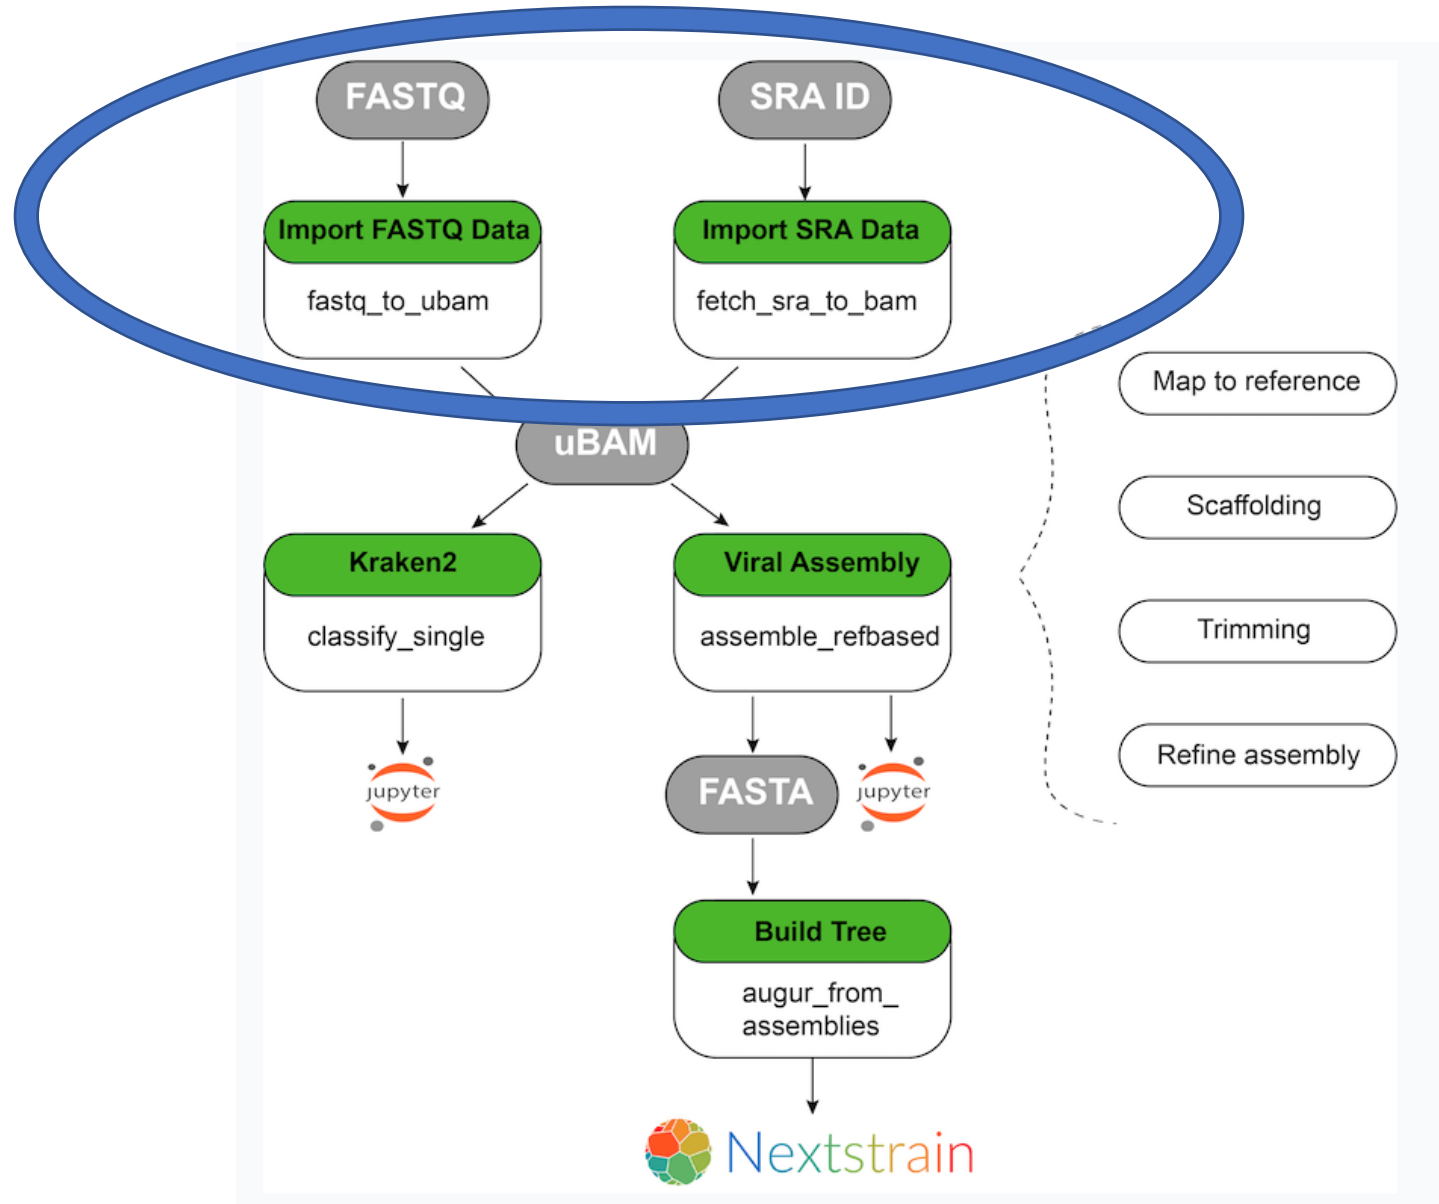 FASTQ
SRA ID
Import FASTQ Data
Import SRA Data
fastq_to_ubam
fetch_sra_to_bam
uBAM
Kraken2
Viral Assembly
classify_single
assemble_refbased
Map to reference
Scaffolding
Trimming
Refine assembly
jupyter
FASTA
jupyter
Build Tree
augur_from_
assemblies
Nextstrain